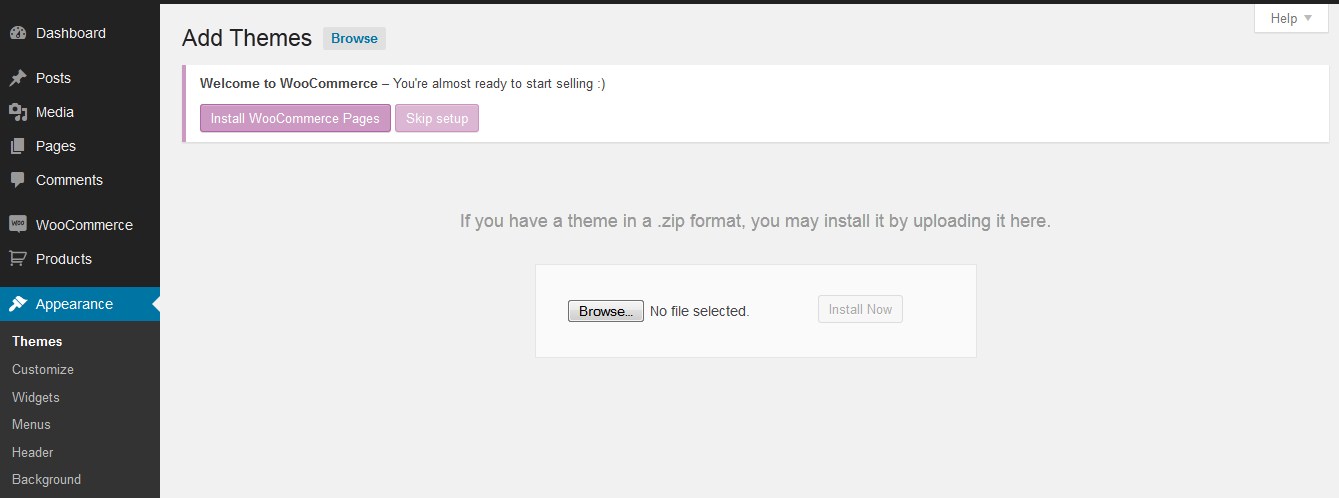 Dashboard
Posts
Media
Pages
Comments
WOO WooCommerce
Products
Appearance
Themes
Customize
Widgets
Menus
Header
Background
Help
Add Themes Browse
Welcome to WooCommerce – You're almost ready to start selling :)
Install WooCommerce Pages Skip setup
If you have a theme in a .zip format, you may install it by uploading it here.
Browse... No file selected. Install Now